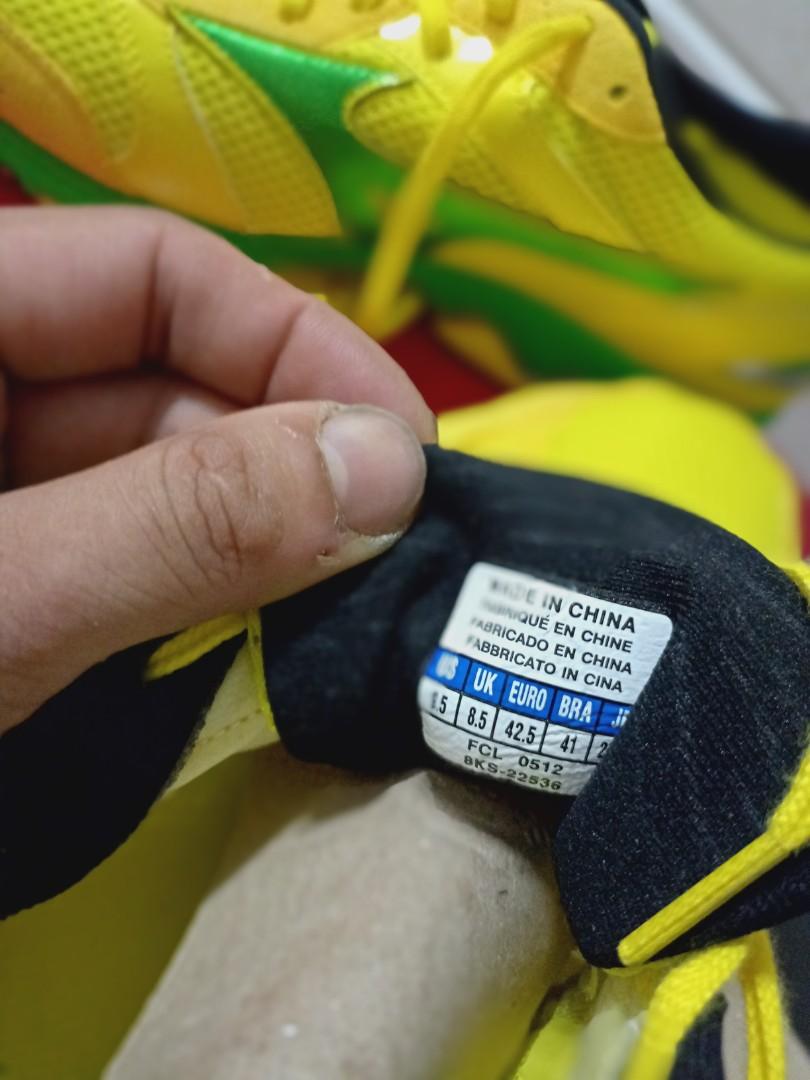 MADE IN CHINA
FABRIQUÉ EN CHINE
FABRICADO EN CHINA
FABBRICATO IN CINA
US UK EURO BRA
8.5 42.5 41
FCL 0512
8KS-22536